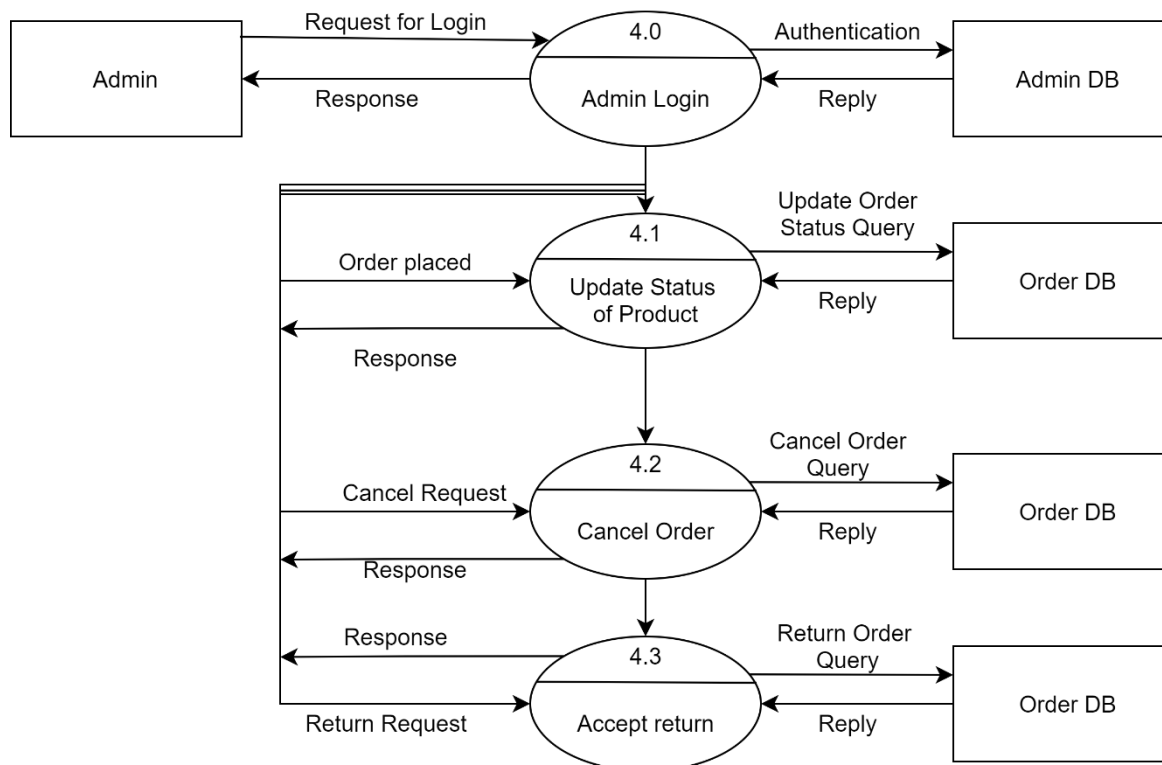 Request for Login
4.0
Authentication
Admin
Admin Login
Admin DB
Response
Reply
4.1
Update Order
Status Query
Order placed
Update Status
of Product
Order DB
Reply
Response
4.2
Cancel Order
Query
Cancel Request
Cancel Order
Order DB
Reply
Response
Response
4.3
Return Order
Query
Return Request
Accept return
Reply
Order DB